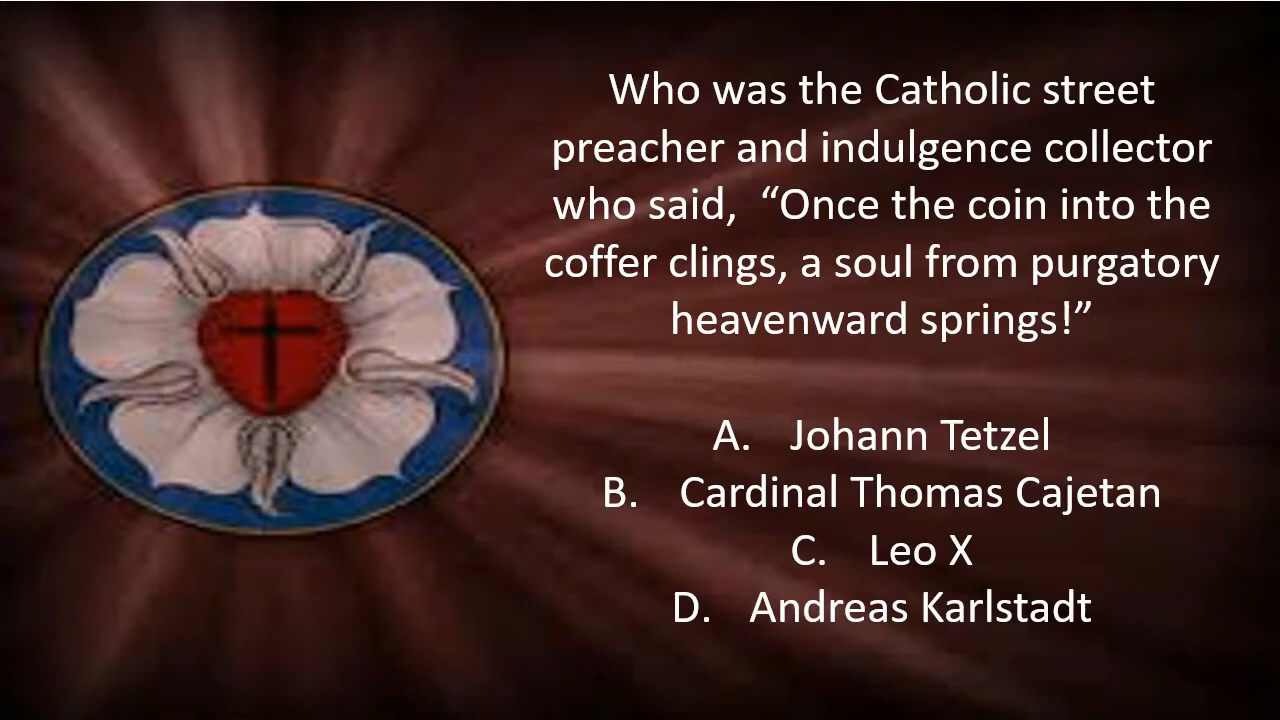 Who was the Catholic street
preacher and indulgence collector
who said,  “Once the coin into the
coffer clings, a soul from purgatory
heavenward springs!”
A. Johann Tetzel
B. Cardinal Thomas Cajetan
C. Leo X
D. Andreas Karlstadt